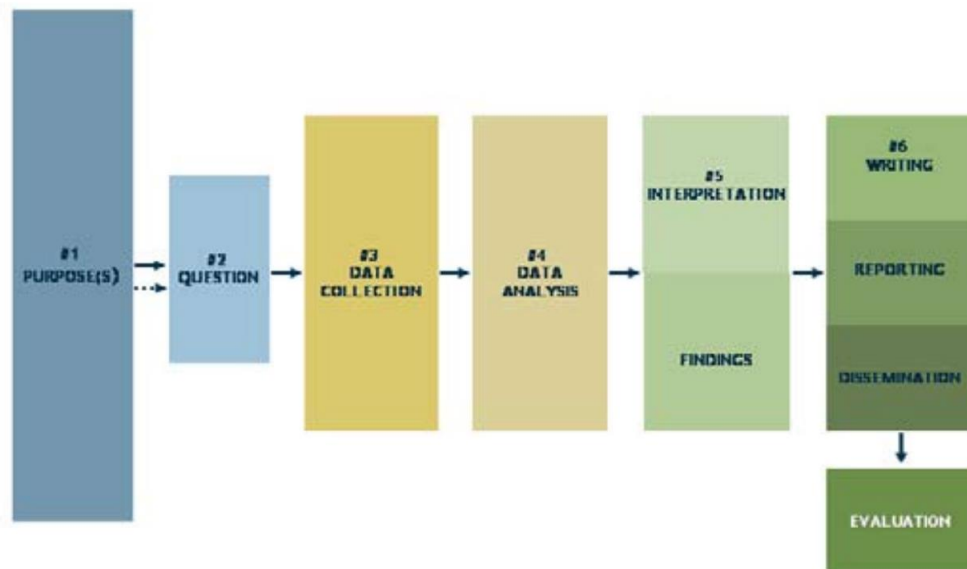 #1
PURPOSE(S)
#2
QUESTION
#3
DATA
COLLECTION
#4
DATA
ANALYSIS
#5
INTERPRETATION
FINDINGS
#6
WRITING
REPORTING
DISSEMINATION
EVALUATION